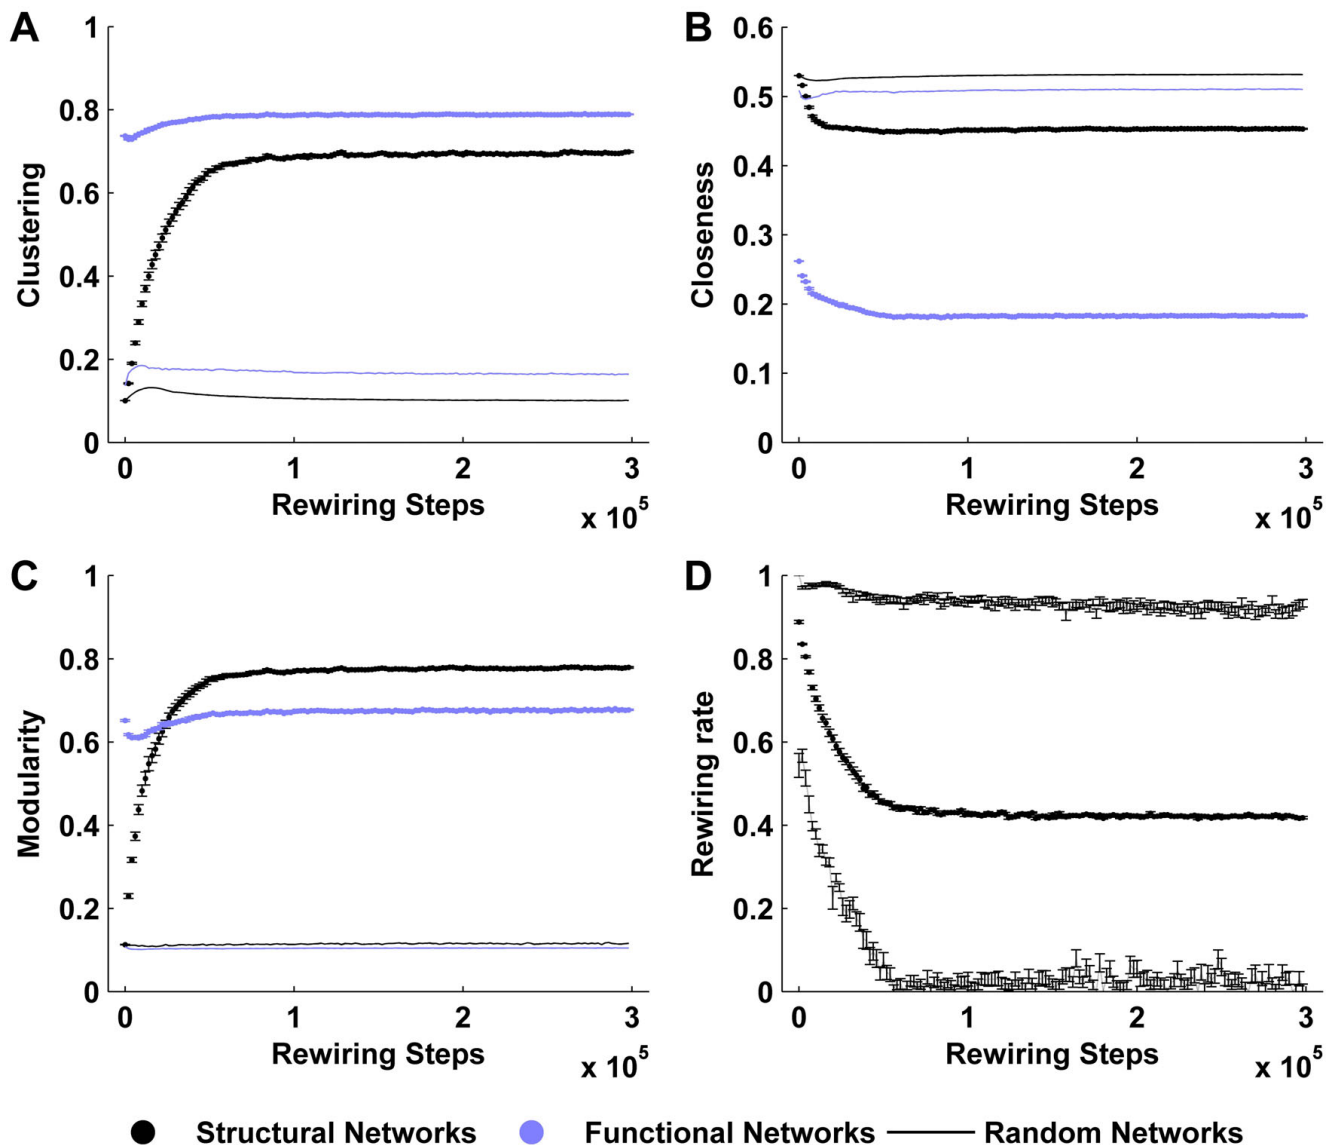 A
Clustering
1
0.8
0.6
0.4
0.2
0
0 1 2 3
Rewiring Steps
x 10^5
B
Closeness
0.6
0.5
0.4
0.3
0.2
0.1
0
0 1 2 3
Rewiring Steps
x 10^5
C
Modularity
1
0.8
0.6
0.4
0.2
0
0 1 2 3
Rewiring Steps
x 10^5
D
Rewiring rate
1
0.8
0.6
0.4
0.2
0
0 1 2 3
Rewiring Steps
x 10^5
Structural Networks Functional Networks Random Networks